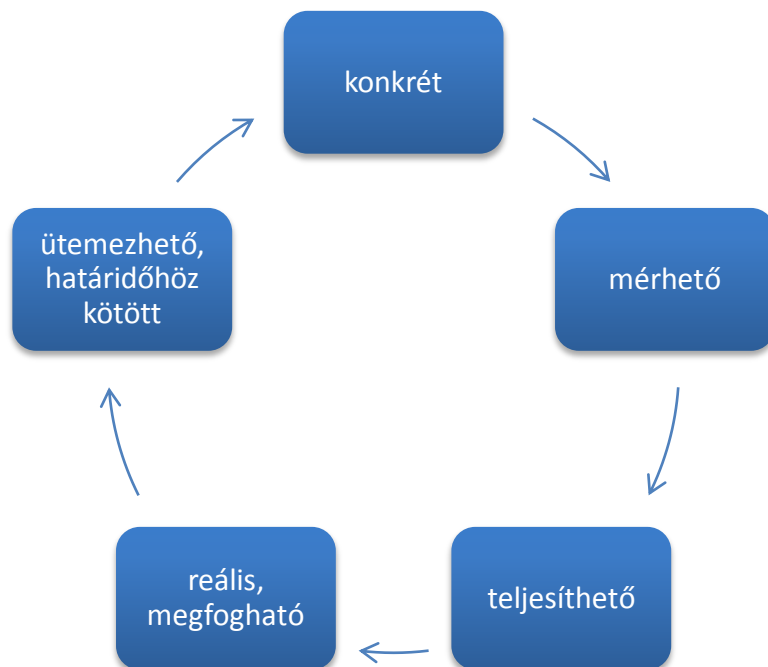 konkrét
mérhető
teljesíthető
reális,
megfogható
ütemezhető,
határidőhöz
kötött